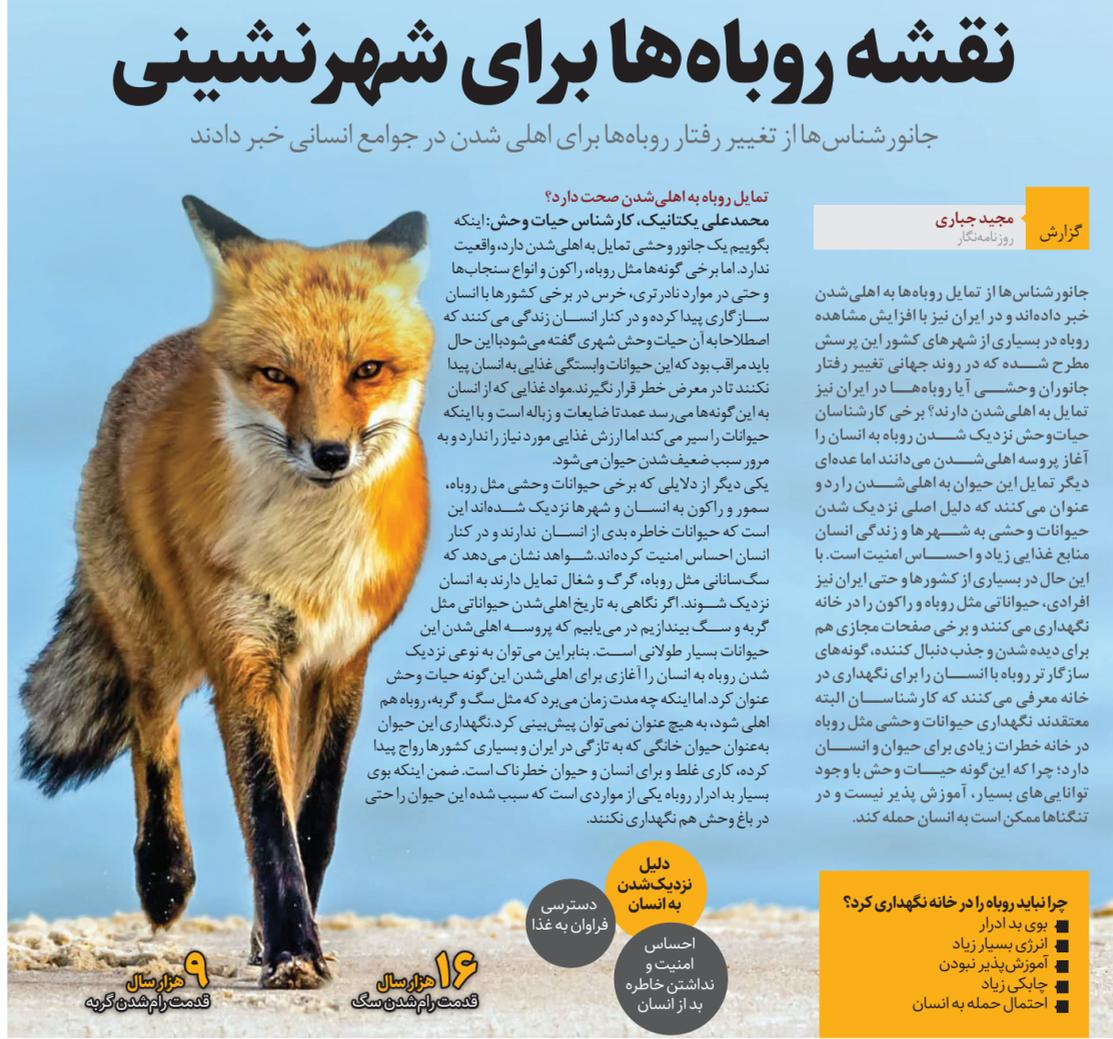 نقشه روباه‌ها برای شهرنشینی
جانورشناس‌ها از تغییر رفتار روباه‌ها برای اهلی شدن در جوامع انسانی خبر دادند
گزارش
مجید جباری
روزنامه‌نگار
جانورشناس‌ها از تمایل روباه‌ها به اهلی‌شدن
خبر داده‌اند و در ایران نیز با افزایش مشاهده
روباه در بسیاری از شهرهای کشور این پرسش
مطرح شده که در روند جهانی تغییر رفتار
جانوران وحشی آیا روباه‌ها در ایران نیز
تمایل به اهلی‌شدن دارند؟ برخی کارشناسان
حیات‌وحش نزدیک شدن روباه به انسان را
آغاز پروسه اهلی‌شدن می‌دانند اما عده‌ای
دیگر تمایل این حیوان به اهلی‌شدن را رد و
عنوان می‌کنند که دلیل اصلی نزدیک شدن
حیوانات وحشی به شهرها و زندگی انسان
منابع غذایی زیاد و احساس امنیت است. با
این حال در بسیاری از کشورها و حتی ایران نیز
افرادی، حیواناتی مثل روباه و راکون را در خانه
نگهداری می‌کنند و برخی صفحات مجازی هم
برای دیده شدن و جذب دنبال کننده، گونه‌های
سازگار تر روباه با انسان را برای نگهداری در
خانه معرفی می‌کنند که کارشناسان البته
معتقدند نگهداری حیوانات وحشی مثل روباه
در خانه خطرات زیادی برای حیوان و انسان
دارد؛ چرا که این گونه حیات وحش با وجود
توانایی‌های بسیار، آموزش پذیر نیست و در
تنگناها ممکن است به انسان حمله کند.
تمایل روباه به اهلی‌شدن صحت دارد؟
محمدعلی یکتانیک، کارشناس حیات وحش: اینکه
بگوییم یک جانور وحشی تمایل به اهلی‌شدن دارد، واقعیت
ندارد. اما برخی گونه‌ها مثل روباه، راکون و انواع سنجاب‌ها
و حتی در موارد نادرتری، خرس در برخی کشورها با انسان
سازگاری پیدا کرده و در کنار انسان زندگی می‌کنند که
اصطلاحا به آن حیات وحش شهری گفته می‌شود با این حال
باید مراقب بود که این حیوانات وابستگی غذایی به انسان پیدا
نکنند تا در معرض خطر قرار نگیرند.مواد غذایی که از انسان
به این گونه‌ها می‌رسد عمدتا ضایعات و زباله است و با اینکه
حیوانات را سیر می‌کند اما ارزش غذایی مورد نیاز را ندارد و به
مرور سبب ضعیف شدن حیوان می‌شود.
یکی دیگر از دلایلی که برخی حیوانات وحشی مثل روباه،
سمور و راکون به انسان و شهرها نزدیک شده‌اند این
است که حیوانات خاطره بدی از انسان ندارند و در کنار
انسان احساس امنیت کرده‌اند.شواهد نشان می‌دهد که
سگ‌سانانی مثل روباه، گرگ و شغال تمایل دارند به انسان
نزدیک شوند. اگر نگاهی به تاریخ اهلی‌شدن حیواناتی مثل
گربه و سگ بیندازیم در می‌یابیم که پروسه اهلی‌شدن این
حیوانات بسیار طولانی است. بنابراین می‌توان به نوعی نزدیک
شدن روباه به انسان را آغازی برای اهلی‌شدن این‌گونه حیات وحش
عنوان کرد. اما اینکه چه مدت زمان می‌برد که مثل سگ و گربه، روباه هم
اهلی شود، به هیچ عنوان نمی‌توان پیش‌بینی کرد.نگهداری این حیوان
به‌عنوان حیوان خانگی که به تازگی در ایران و بسیاری کشورها رواج پیدا
کرده، کاری غلط و برای انسان و حیوان خطرناک است. ضمن اینکه بوی
بسیار بد ادرار روباه یکی از مواردی است که سبب شده این حیوان را حتی
در باغ وحش هم نگهداری نکنند.
چرا نباید روباه را در خانه نگهداری کرد؟
بوی بد ادرار
انرژی بسیار زیاد
آموزش‌پذیر نبودن
چابکی زیاد
احتمال حمله به انسان
دلیل
نزدیک‌شدن
به انسان
دسترسی
فراوان به غذا
احساس
امنیت و
نداشتن خاطره
بد از انسان
۱۶ هزار سال
قدمت رام‌شدن سگ
۹ هزار سال
قدمت رام‌شدن گربه